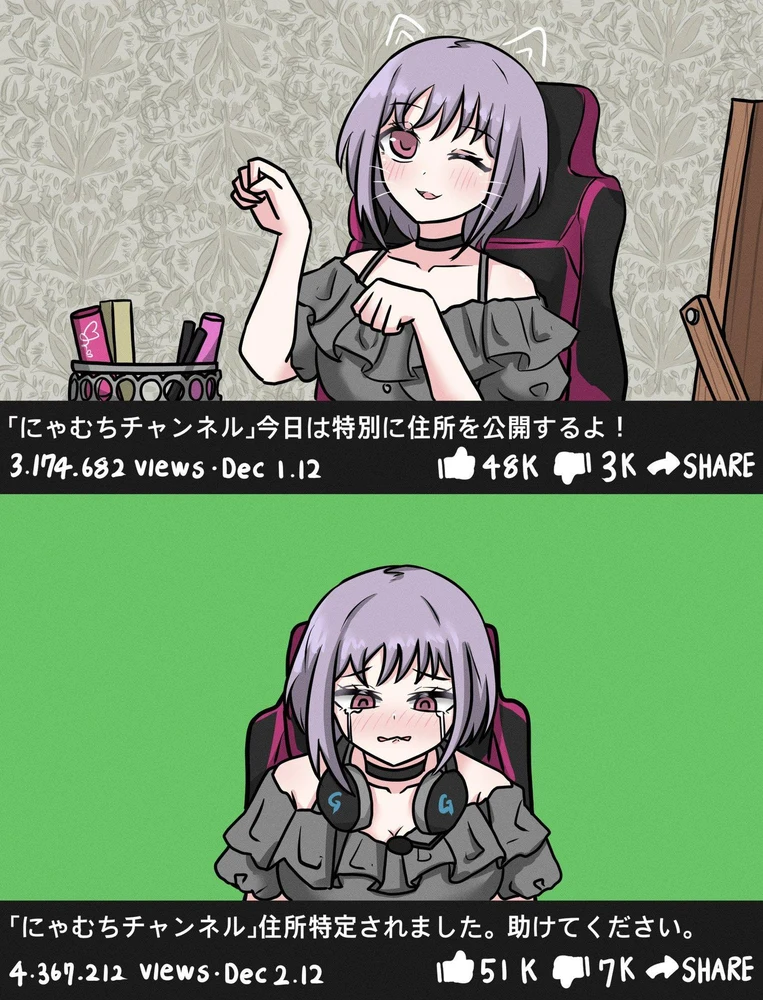 「にゃむちチャンネル」今日は特別に住所を公開するよ!
3.174.682 views・Dec 1.12 48K 3K SHARE
G G
「にゃむちチャンネル」住所特定されました。助けてください。
4.367.212 views・Dec 2.12 51K 7K SHARE